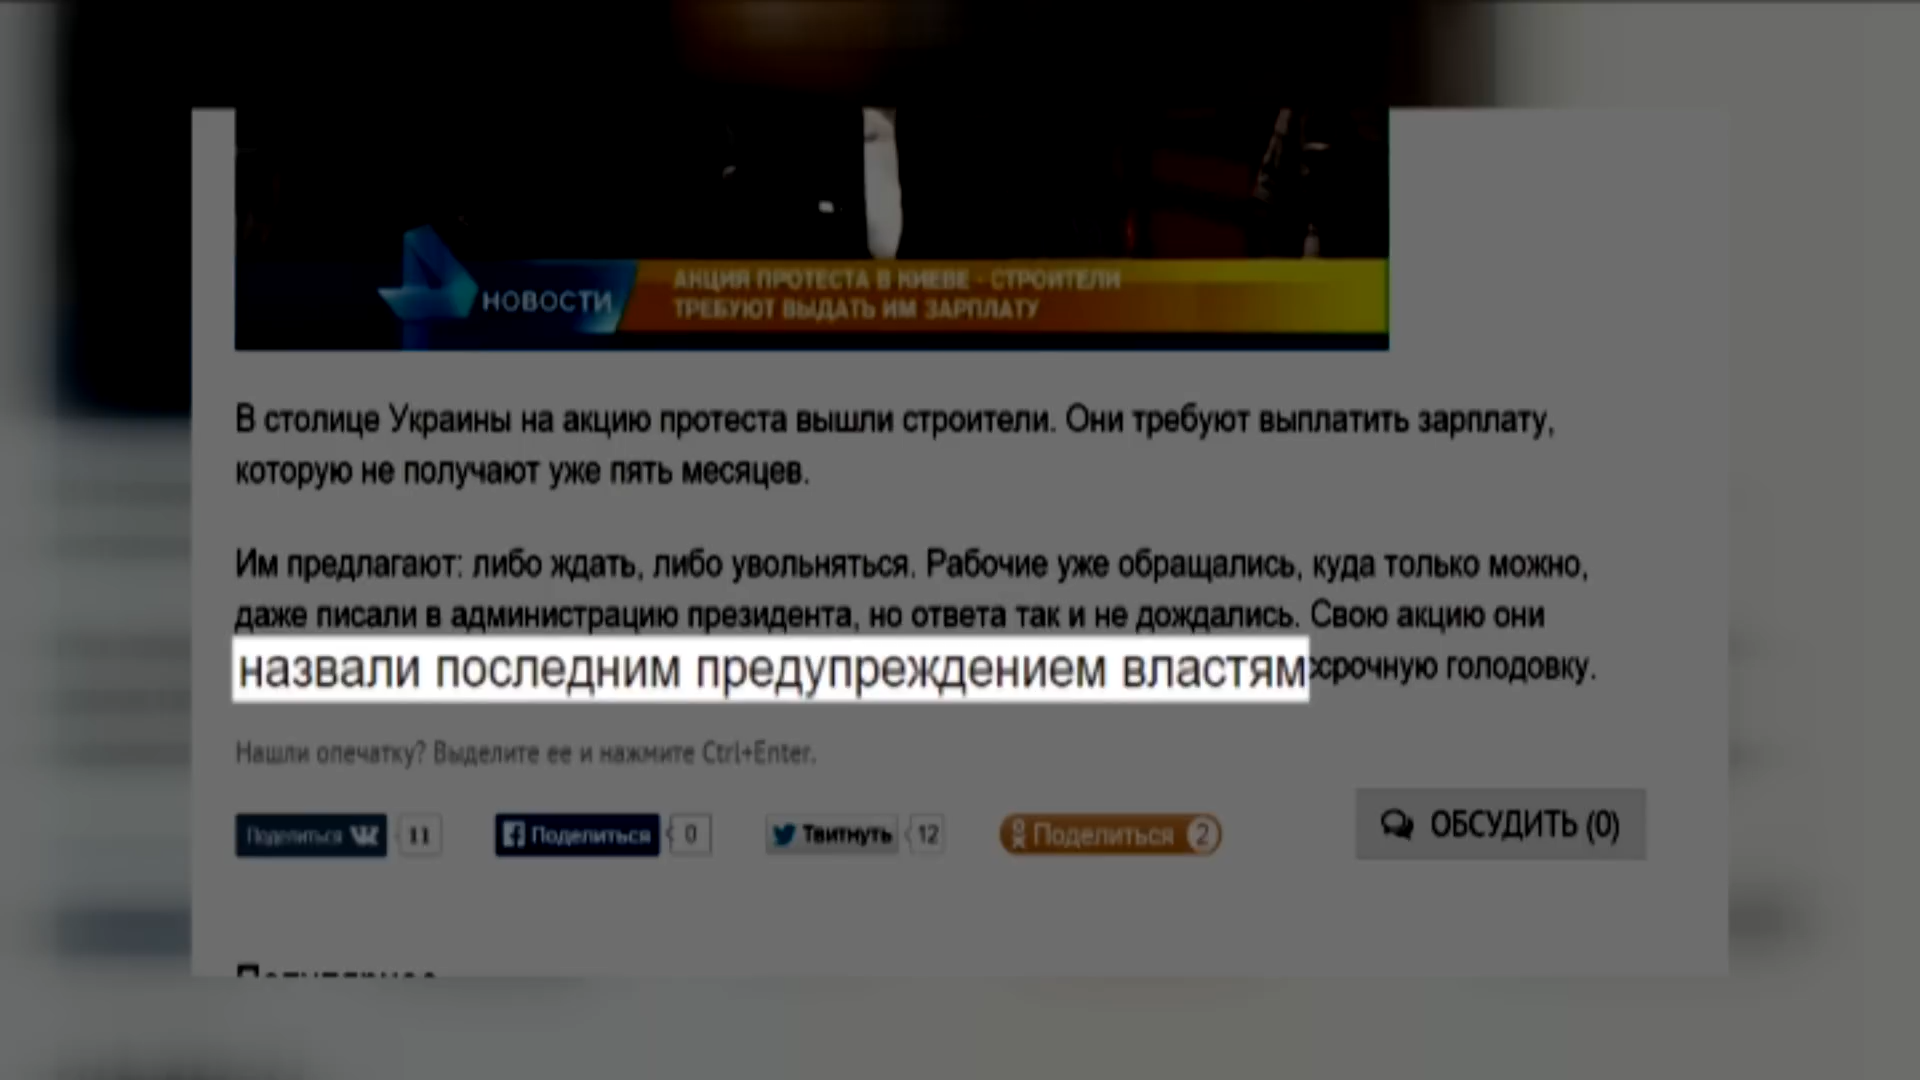 НОВОСТИ
АКЦИЯ ПРОТЕСТА В КИЕВЕ - СТРОИТЕЛИ
ТРЕБУЮТ ВЫДАТЬ ИМ ЗАРПЛАТУ
В столице Украины на акцию протеста вышли строители. Они требуют выплатить зарплату,
которую не получают уже пять месяцев.
Им предлагают: либо ждать, либо увольняться. Рабочие уже обращались, куда только можно,
даже писали в администрацию президента, но ответа так и не дождались. Свою акцию они
назвали последним предупреждением властям голодовку.
Нашли опечатку? Выделите ее и нажмите Ctrl+Enter.
Поделиться 11 Поделиться 0 Твитнуть 12 Поделиться 2 ОБСУДИТЬ (0)